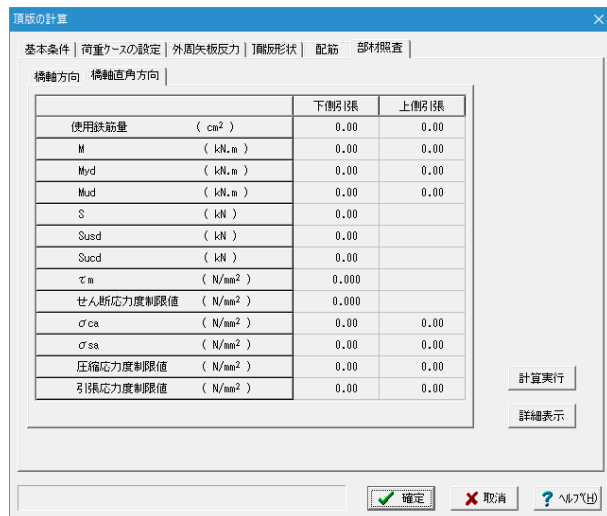 頂版の計算
基本条件 荷重ケースの設定 外周矢板反力 頂版形状 配筋 部材照査
橋軸方向 橋軸直角方向
下側引張 上側引張
使用鉄筋量 ( cm² ) 0.00 0.00
M ( kN.m ) 0.00 0.00
Myd ( kN.m ) 0.00 0.00
Mud ( kN.m ) 0.00 0.00
S ( kN ) 0.00
Susd ( kN ) 0.00
Sucd ( kN ) 0.00
τm ( N/mm² ) 0.000
せん断応力度制限値 ( N/mm² ) 0.000
σca ( N/mm² ) 0.00 0.00
σsa ( N/mm² ) 0.00 0.00
圧縮応力度制限値 ( N/mm² ) 0.00 0.00
引張応力度制限値 ( N/mm² ) 0.00 0.00
計算実行
詳細表示
確定 取消 ? ヘルプ(H)